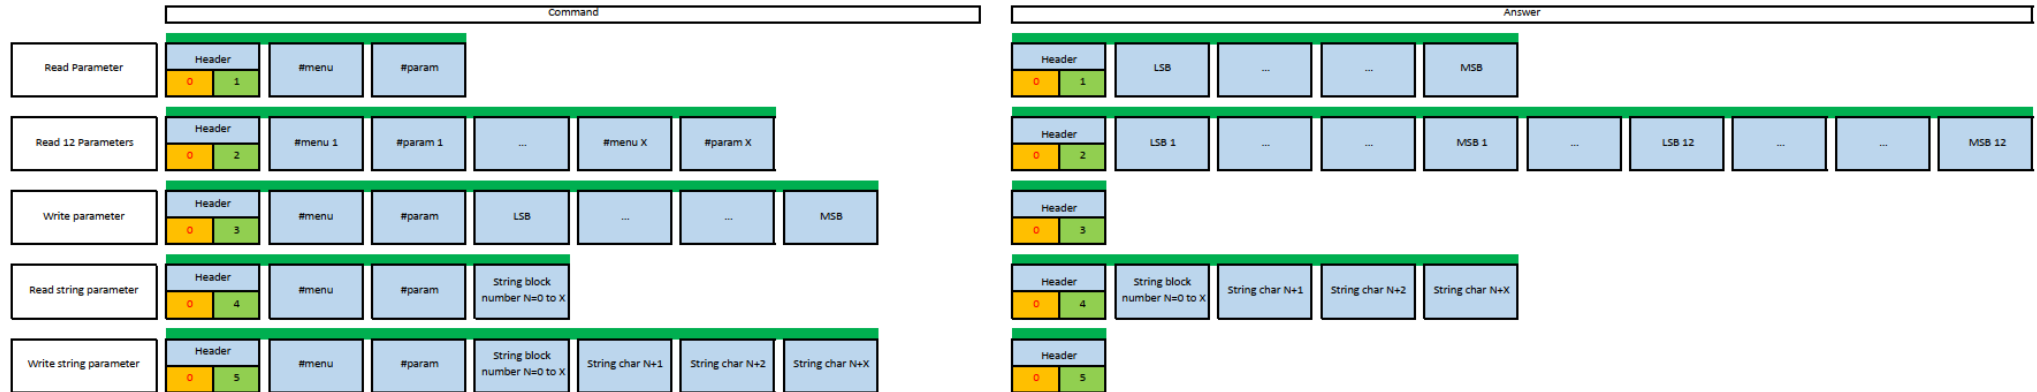 Command Answer
Read Parameter Header 0 1 #menu #param Header 0 1 LSB ... ... MSB
Read 12 Parameters Header 0 2 #menu 1 #param 1 ... #menu X #param X Header 0 2 LSB 1 ... ... MSB 1 ... LSB 12 ... ... MSB 12
Write parameter Header 0 3 #menu #param LSB ... ... MSB Header 0 3
Read string parameter Header 0 4 #menu #param String block number N=0 to X Header 0 4 String block number N=0 to X String char N+1 String char N+2 String char N+X
Write string parameter Header 0 5 #menu #param String block number N=0 to X String char N+1 String char N+2 String char N+X Header 0 5